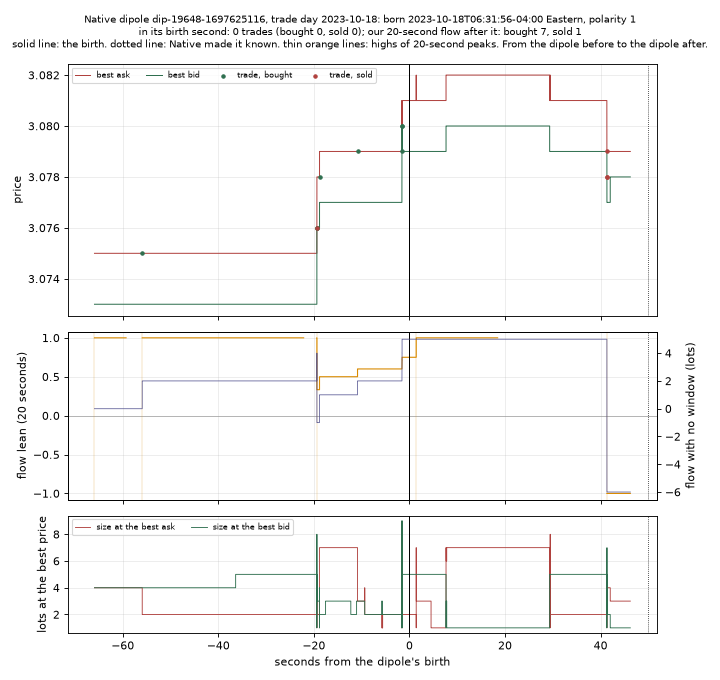 Native dipole dip-19648-1697625116, trade day 2023-10-18: born 2023-10-18T06:31:56-04:00 Eastern, polarity 1
in its birth second: 0 trades (bought 0, sold 0); our 20-second flow after it: bought 7, sold 1
solid line: the birth. dotted line: Native made it known. thin orange lines: highs of 20-second peaks. From the dipole before to the dipole after.
best ask best bid trade, bought trade, sold
3.082
3.080
3.078
3.076
3.074
price
1.0
0.5
0.0
−0.5
−1.0
flow lean (20 seconds)
4
2
0
−2
−4
−6
flow with no window (lots)
size at the best ask size at the best bid
8
6
4
2
lots at the best price
−60 −40 −20 0 20 40
seconds from the dipole's birth